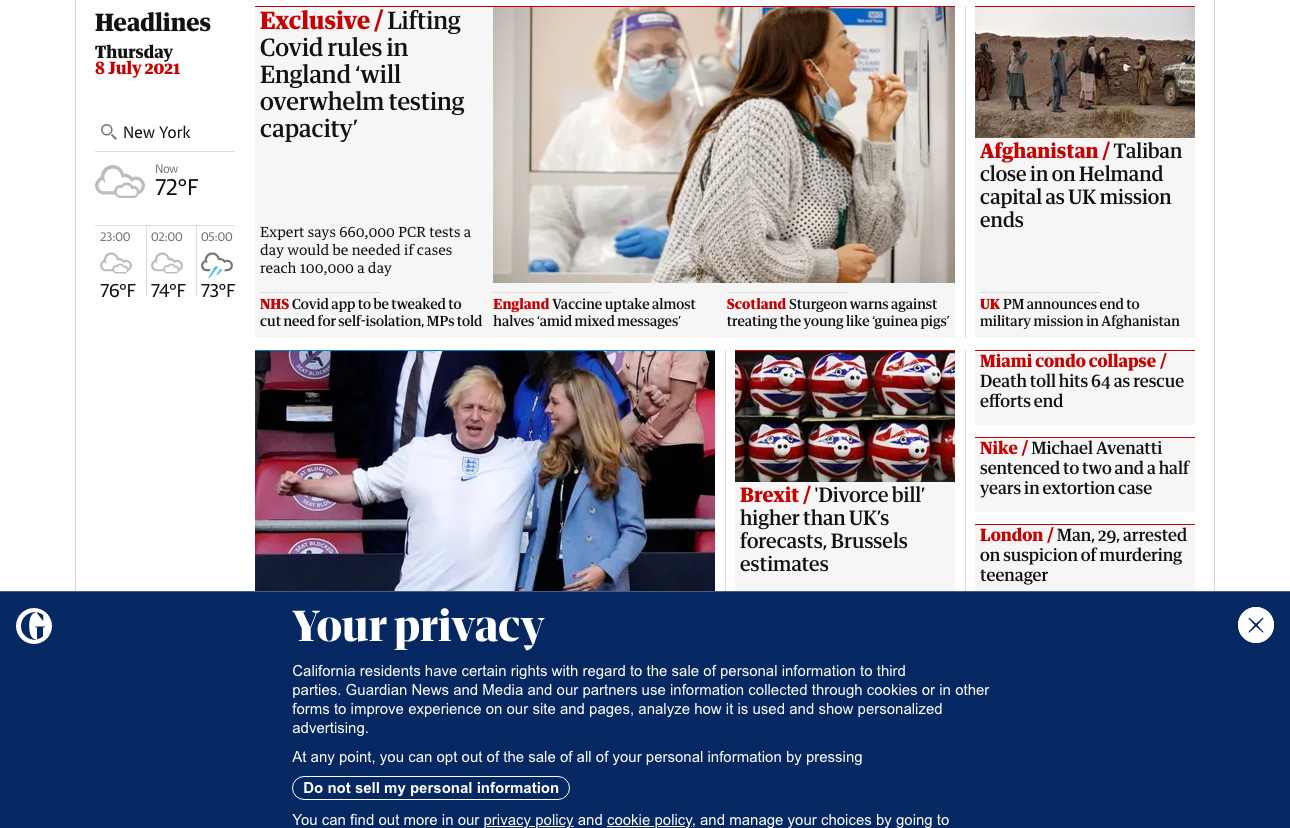 Headlines
Thursday
8 July 2021
New York
Now
72°F
23:00
02:00
05:00
76°F
74°F
73°F
Exclusive / Lifting
Covid rules in
England ‘will
overwhelm testing
capacity’
Expert says 660,000 PCR tests a
day would be needed if cases
reach 100,000 a day
NHS
NHS Covid app to be tweaked to
cut need for self-isolation, MPs told
England Vaccine uptake almost
halves ‘amid mixed messages’
Scotland Sturgeon warns against
treating the young like ‘guinea pigs’
Afghanistan / Taliban
close in on Helmand
capital as UK mission
ends
UK PM announces end to
military mission in Afghanistan
SEAT BLOCKED
SEAT BLOCKED
Brexit / 'Divorce bill’
higher than UK’s
forecasts, Brussels
estimates
Miami condo collapse /
Death toll hits 64 as rescue
efforts end
Nike / Michael Avenatti
sentenced to two and a half
years in extortion case
London / Man, 29, arrested
on suspicion of murdering
teenager
G
Your privacy
California residents have certain rights with regard to the sale of personal information to third
parties. Guardian News and Media and our partners use information collected through cookies or in other
forms to improve experience on our site and pages, analyze how it is used and show personalized
advertising.
At any point, you can opt out of the sale of all of your personal information by pressing
Do not sell my personal information
You can find out more in our privacy policy and cookie policy, and manage your choices by going to